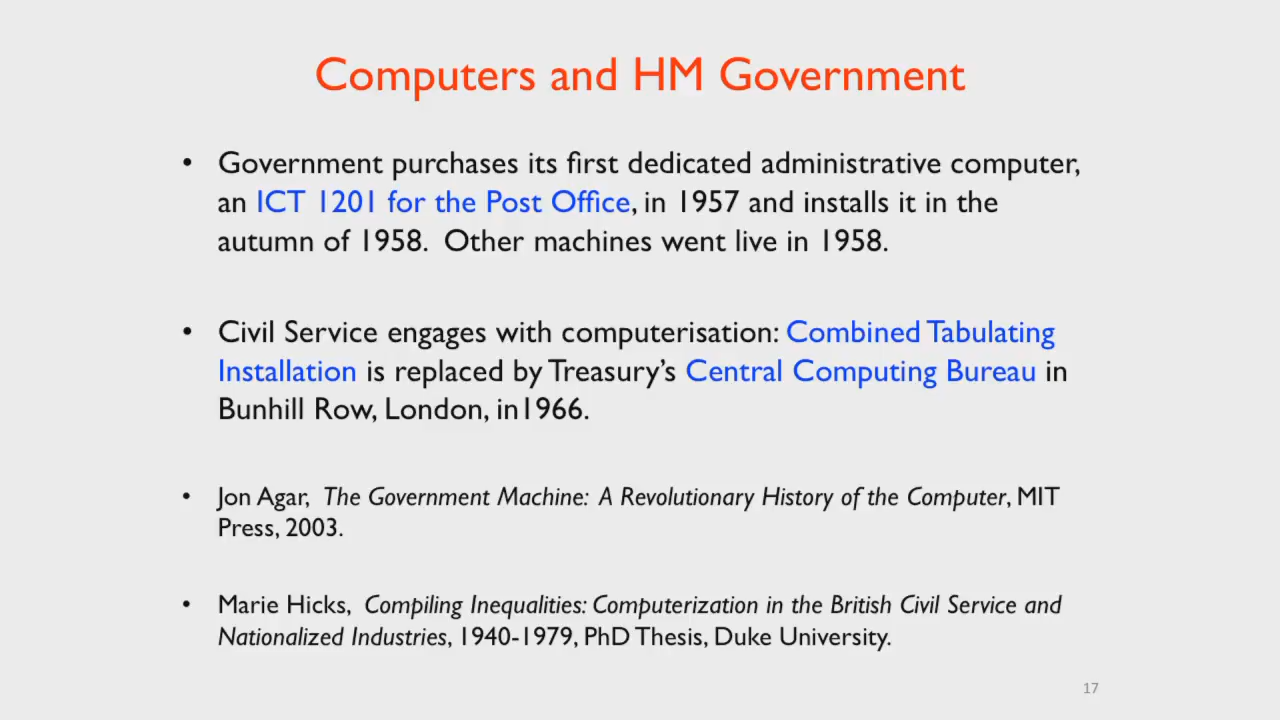 Computers and HM Government
• Government purchases its first dedicated administrative computer,
an ICT 1201 for the Post Office, in 1957 and installs it in the
autumn of 1958. Other machines went live in 1958.
• Civil Service engages with computerisation: Combined Tabulating
Installation is replaced by Treasury's Central Computing Bureau in
Bunhill Row, London, in1966.
• Jon Agar, The Government Machine: A Revolutionary History of the Computer, MIT
Press, 2003.
• Marie Hicks, Compiling Inequalities: Computerization in the British Civil Service and
Nationalized Industries, 1940-1979, PhD Thesis, Duke University.
17